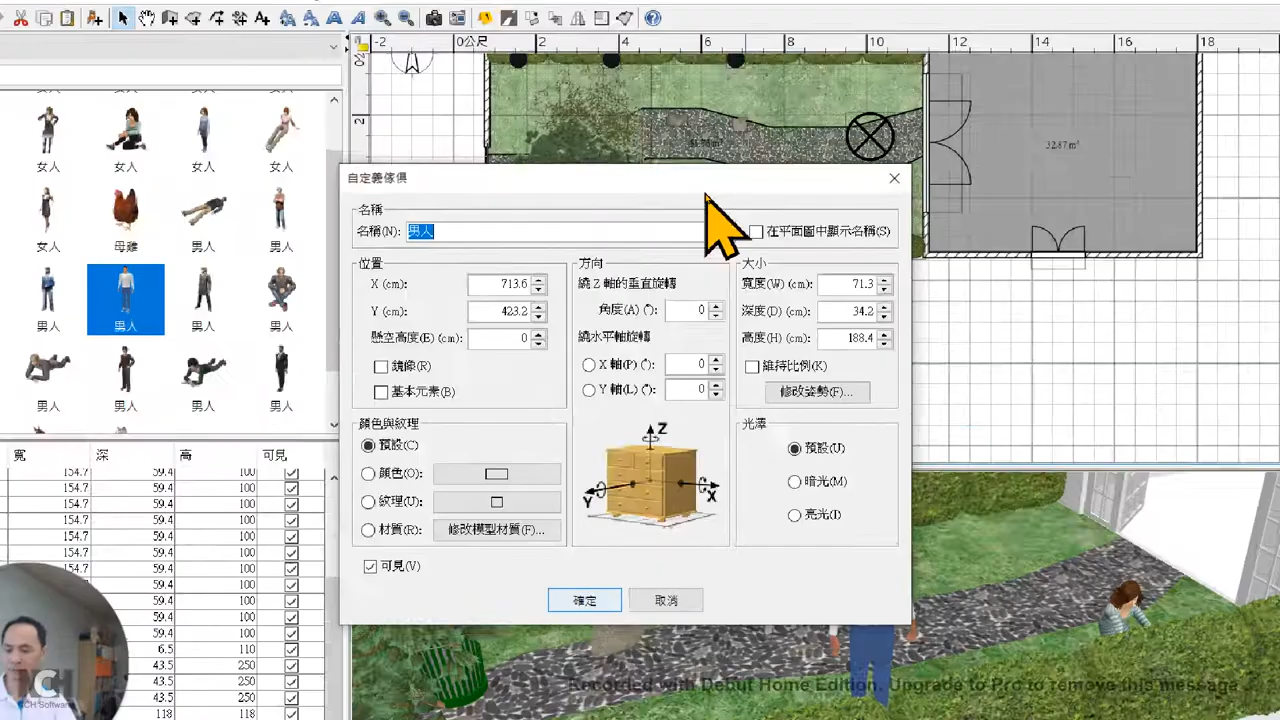 -2
0公尺
2
4
6
8
10
12
14
16
18
0
2
32.87 m²
女人
女人
女人
女人
女人
母雞
男人
男人
男人
男人
男人
男人
男人
男人
男人
男人
自定義傢俱
名稱
名稱(N): 男人
在平面圖中顯示名稱(S)
位置
X (cm): 713.6
Y (cm): 423.2
懸空高度(E) (cm): 0
鏡像(R)
基本元素(B)
方向
繞 Z 軸的垂直旋轉
角度(A) (°): 0
繞水平軸旋轉
X 軸(P) (°): 0
Y 軸(L) (°): 0
Z
Y
X
大小
寬度(W) (cm): 71.3
深度(D) (cm): 34.2
高度(H) (cm): 188.4
維持比例(K)
修改姿勢(F)...
顏色與紋理
預設(C)
顏色(O):
紋理(U):
材質(R): 修改模型材質(F)...
光澤
預設(U)
暗光(M)
亮光(I)
可見(V)
確定
取消
寬 深 高 可見
154.7 59.4 100
154.7 59.4 100
154.7 59.4 100
154.7 59.4 100
154.7 59.4 100
154.7 59.4 100
154.7 59.4 100
59.4 100
59.4 100
59.4 100
59.4 100
6.5 110
43.5 250
43.5 250
43.5 250
118 118
CH
CCH Software
Recorded with Debut Home Edition. Upgrade to Pro to remove this message